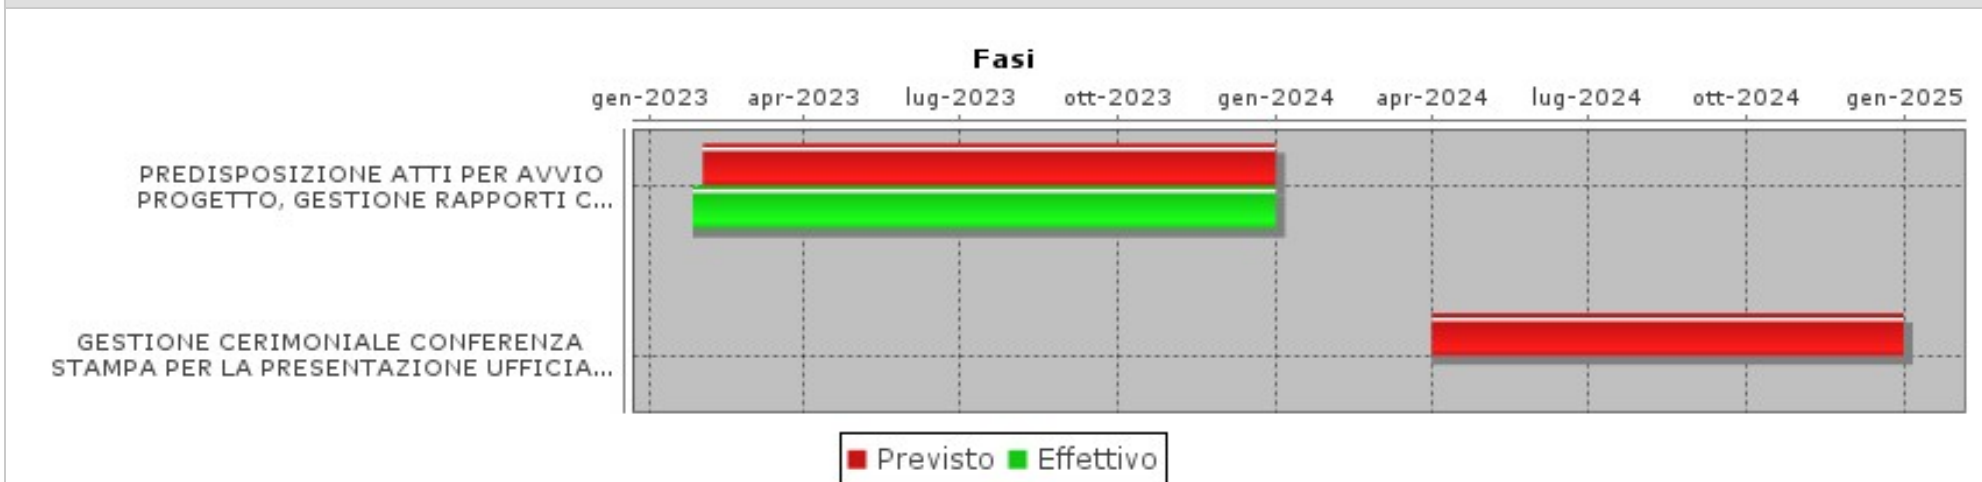 Fasi
gen-2023 apr-2023 lug-2023 ott-2023 gen-2024 apr-2024 lug-2024 ott-2024 gen-2025
PREDISPOSIZIONE ATTI PER AVVIO
PROGETTO, GESTIONE RAPPORTI C...
GESTIONE CERIMONIALE CONFERENZA
STAMPA PER LA PRESENTAZIONE UFFICIA...
Previsto Effettivo